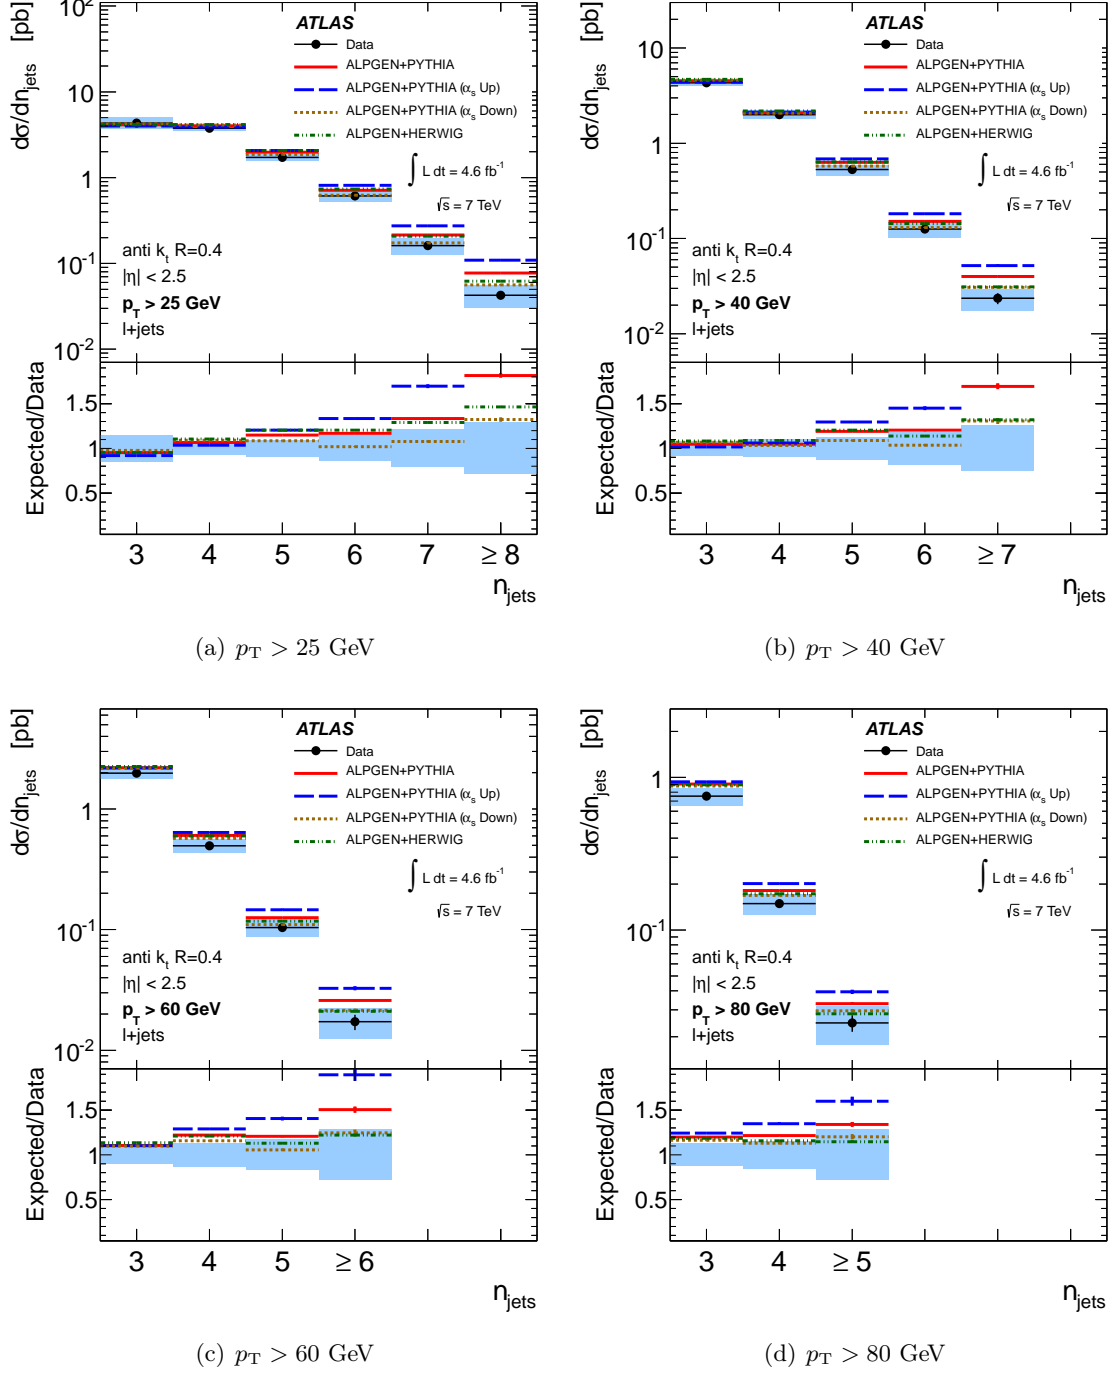 dσ/dn_jets [pb]
10²
10
1
10⁻¹
10⁻²
ATLAS
Data
ALPGEN+PYTHIA
ALPGEN+PYTHIA (α_s Up)
ALPGEN+PYTHIA (α_s Down)
ALPGEN+HERWIG
∫ L dt = 4.6 fb⁻¹
√s = 7 TeV
anti k_t R=0.4
|η| < 2.5
p_T > 25 GeV
l+jets
Expected/Data
1.5
1
0.5
3 4 5 6 7 ≥ 8
n_jets
(a) p_T > 25 GeV
dσ/dn_jets [pb]
10
1
10⁻¹
10⁻²
ATLAS
Data
ALPGEN+PYTHIA
ALPGEN+PYTHIA (α_s Up)
ALPGEN+PYTHIA (α_s Down)
ALPGEN+HERWIG
∫ L dt = 4.6 fb⁻¹
√s = 7 TeV
anti k_t R=0.4
|η| < 2.5
p_T > 40 GeV
l+jets
Expected/Data
1.5
1
0.5
3 4 5 6 ≥ 7
n_jets
(b) p_T > 40 GeV
dσ/dn_jets [pb]
1
10⁻¹
10⁻²
ATLAS
Data
ALPGEN+PYTHIA
ALPGEN+PYTHIA (α_s Up)
ALPGEN+PYTHIA (α_s Down)
ALPGEN+HERWIG
∫ L dt = 4.6 fb⁻¹
√s = 7 TeV
anti k_t R=0.4
|η| < 2.5
p_T > 60 GeV
l+jets
Expected/Data
1.5
1
0.5
3 4 5 ≥ 6
n_jets
(c) p_T > 60 GeV
dσ/dn_jets [pb]
1
10⁻¹
ATLAS
Data
ALPGEN+PYTHIA
ALPGEN+PYTHIA (α_s Up)
ALPGEN+PYTHIA (α_s Down)
ALPGEN+HERWIG
∫ L dt = 4.6 fb⁻¹
√s = 7 TeV
anti k_t R=0.4
|η| < 2.5
p_T > 80 GeV
l+jets
Expected/Data
1.5
1
0.5
3 4 ≥ 5
n_jets
(d) p_T > 80 GeV